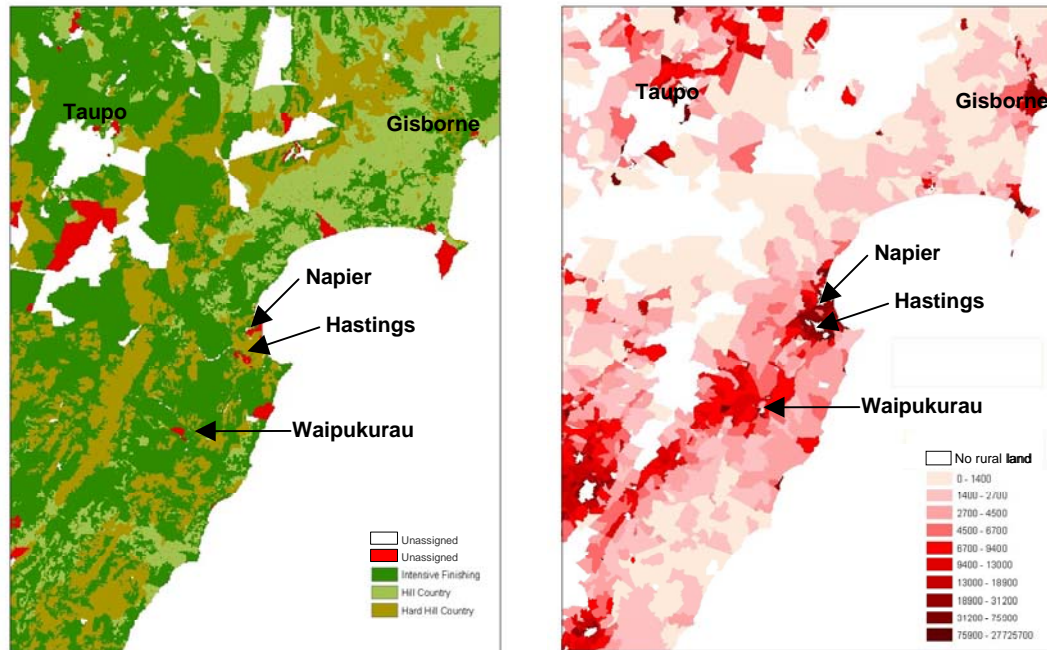 Taupo
Gisborne
Napier
Hastings
Waipukurau
Unassigned
Unassigned
Intensive Finishing
Hill Country
Hard Hill Country
Taupo
Gisborne
Napier
Hastings
Waipukurau
No rural land
0 - 1400
1400 - 2700
2700 - 4500
4500 - 6700
6700 - 9400
9400 - 13000
13000 - 18900
18900 - 31200
31200 - 75900
75900 - 27725700